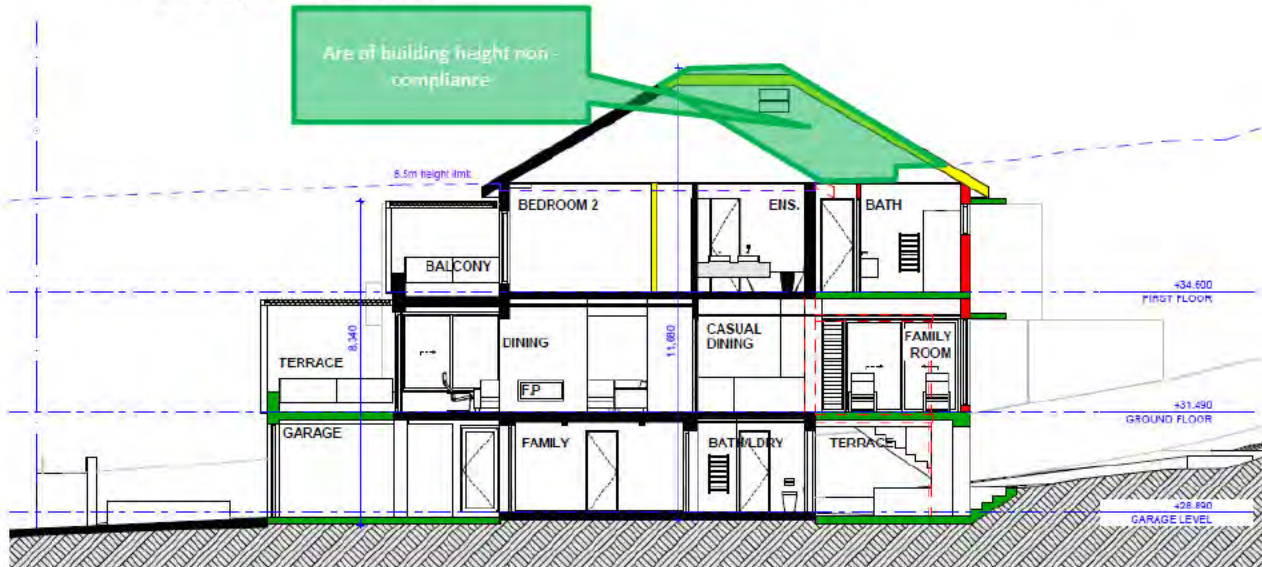 Are of building height non -
compliance
8.5m height limit
BEDROOM 2
ENS.
BATH
BALCONY
+34.600
FIRST FLOOR
8,340
11,680
DINING
CASUAL
DINING
FAMILY
ROOM
TERRACE
F.P
+31.490
GROUND FLOOR
GARAGE
FAMILY
BATH/LDRY
TERRACE
+28.890
GARAGE LEVEL